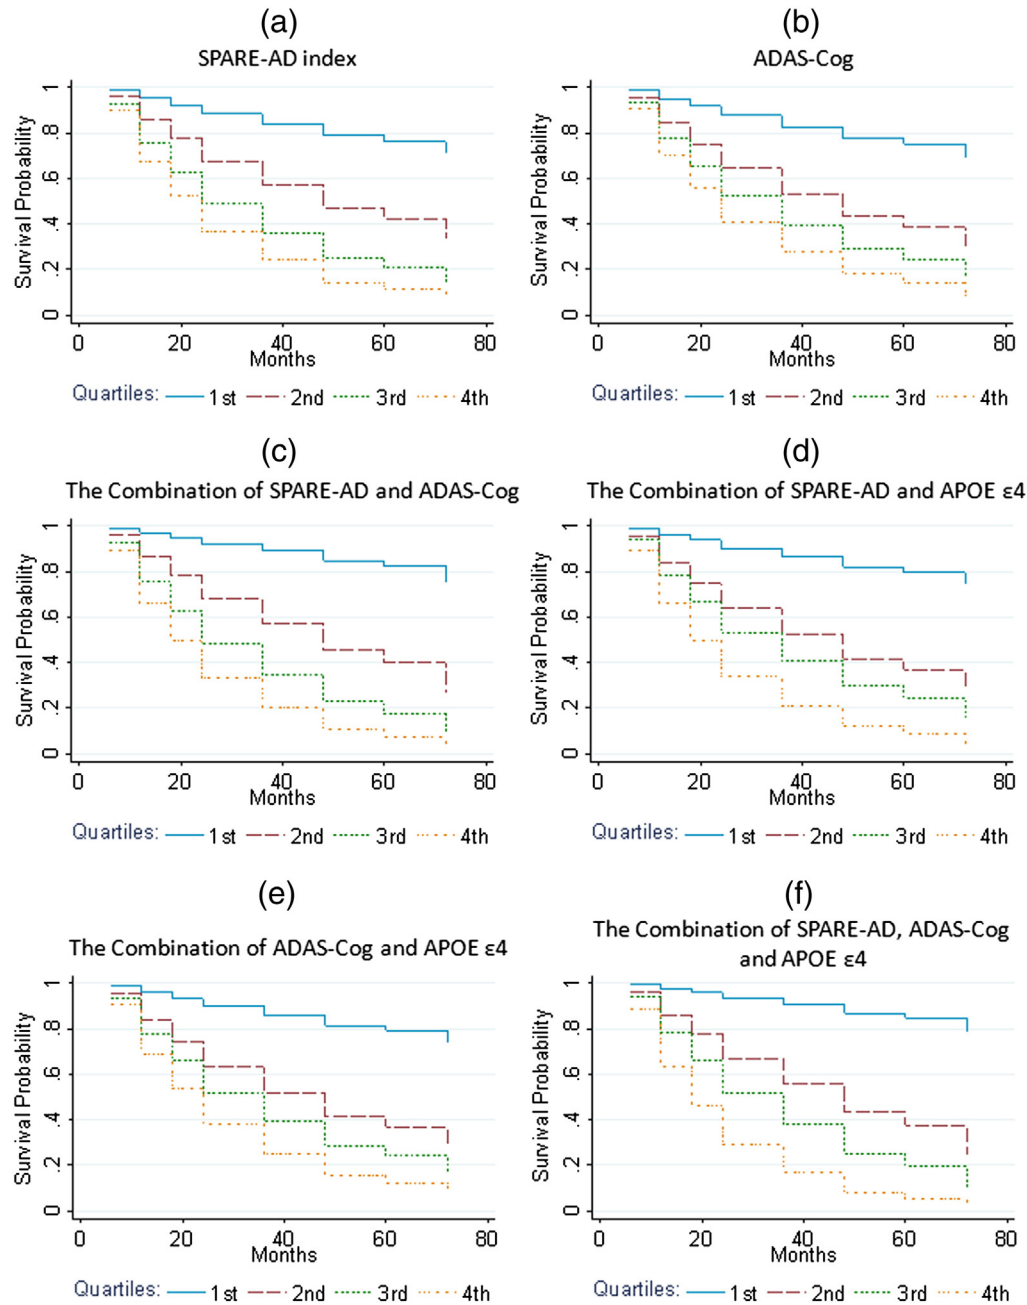 (a)
SPARE-AD index
Survival Probability
1
.8
.6
.4
.2
0
0 20 40 60 80
Months
Quartiles: 1st 2nd 3rd 4th
(b)
ADAS-Cog
Survival Probability
1
.8
.6
.4
.2
0
0 20 40 60 80
Months
Quartiles: 1st 2nd 3rd 4th
(c)
The Combination of SPARE-AD and ADAS-Cog
Survival Probability
1
.8
.6
.4
.2
0
0 20 40 60 80
Months
Quartiles: 1st 2nd 3rd 4th
(d)
The Combination of SPARE-AD and APOE ε4
Survival Probability
1
.8
.6
.4
.2
0
0 20 40 60 80
Months
Quartiles: 1st 2nd 3rd 4th
(e)
The Combination of ADAS-Cog and APOE ε4
Survival Probability
1
.8
.6
.4
.2
0
0 20 40 60 80
Months
Quartiles: 1st 2nd 3rd 4th
(f)
The Combination of SPARE-AD, ADAS-Cog
and APOE ε4
Survival Probability
1
.8
.6
.4
.2
0
0 20 40 60 80
Months
Quartiles: 1st 2nd 3rd 4th